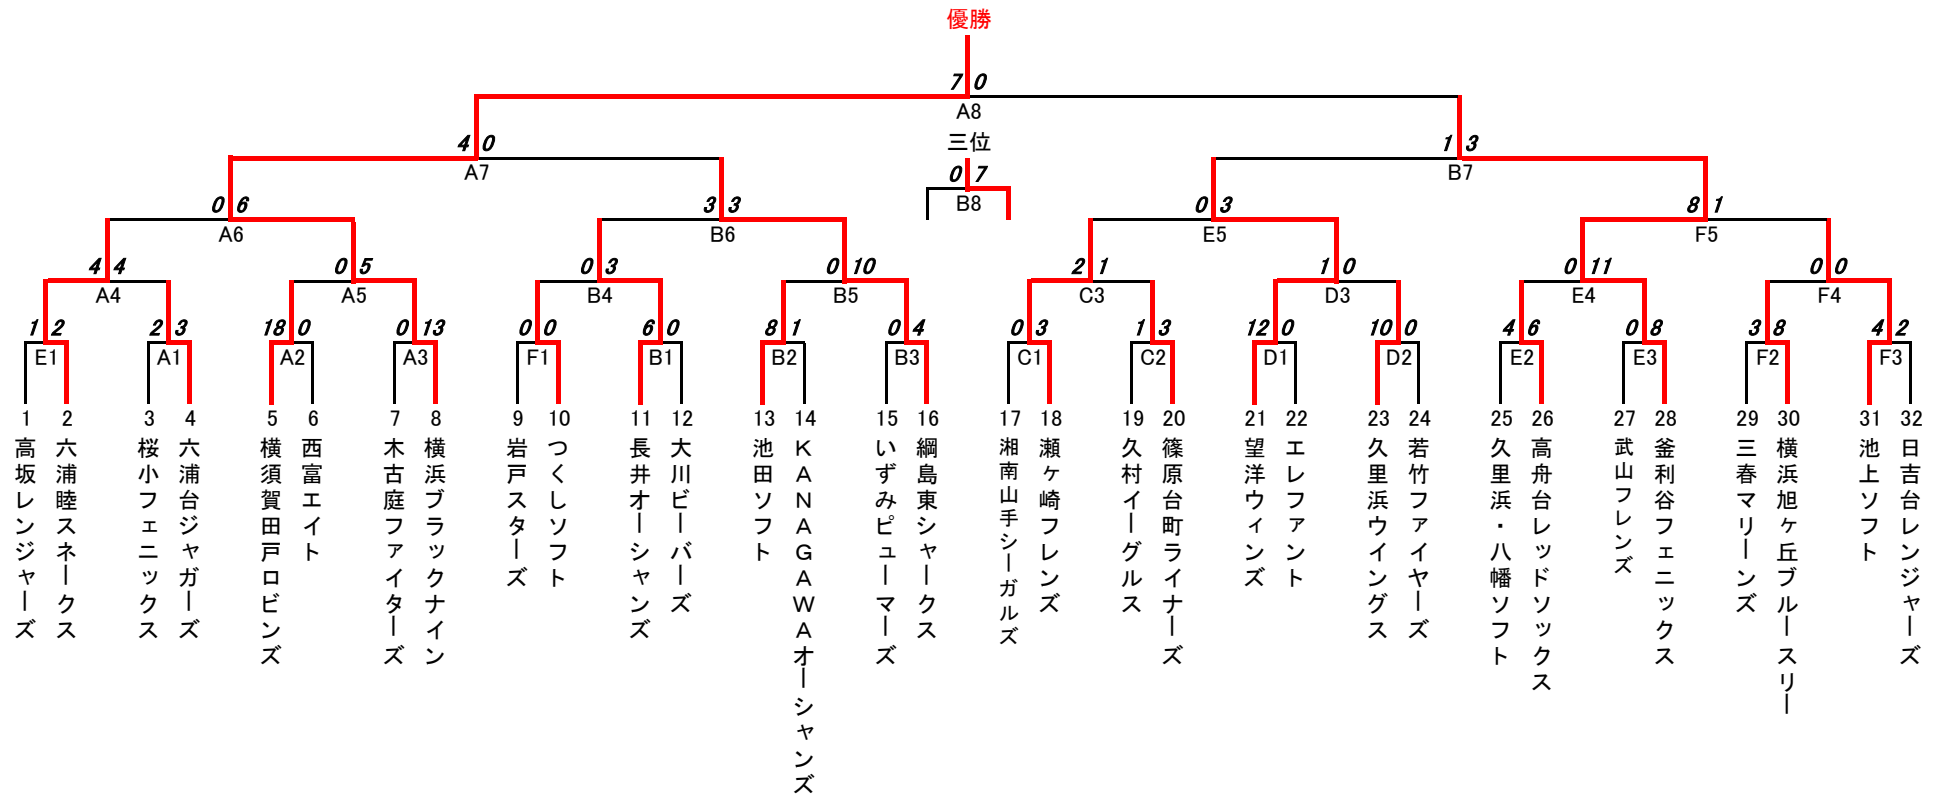 優勝
7 0
A8
4 0
A7
三位
0 7
B8
1 3
B7
0 6
A6
3 3
B6
0 3
E5
8 1
F5
4 4
A4
0 5
A5
0 3
B4
0 10
B5
2 1
C3
1 0
D3
0 11
E4
0 0
F4
1 2
E1
2 3
A1
18 0
A2
0 13
A3
0 0
F1
6 0
B1
8 1
B2
0 4
B3
0 3
C1
1 3
C2
12 0
D1
10 0
D2
4 6
E2
0 8
E3
3 8
F2
4 2
F3
1 高坂レンジャーズ
2 六浦睦スネークス
3 桜小フェニックス
4 六浦台ジャガーズ
5 横須賀田戸ロビンズ
6 西富エイト
7 木古庭ファイターズ
8 横浜ブラックナイン
9 岩戸スターズ
10 つくしソフト
11 長井オーシャンズ
12 大川ビーバーズ
13 池田ソフト
14 KANAGAWAオーシャンズ
15 いずみピューマーズ
16 綱島東シャークス
17 湘南山手シーガルズ
18 瀬ヶ崎フレンズ
19 久村イーグルス
20 篠原台町ライナーズ
21 望洋ウィンズ
22 エレファント
23 久里浜ウイングス
24 若竹ファイヤーズ
25 久里浜・八幡ソフト
26 高舟台レッドソックス
27 武山フレンズ
28 釜利谷フェニックス
29 三春マリーンズ
30 横浜旭ヶ丘ブルースリー
31 池上ソフト
32 日吉台レンジャーズ